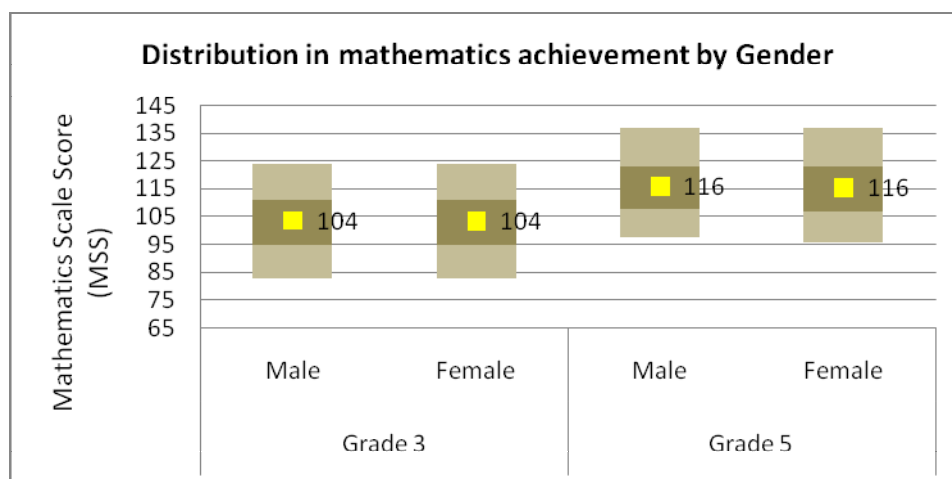 Distribution in mathematics achievement by Gender
Mathematics Scale Score
(MSS)
145
135
125
115
105
95
85
75
65
104
104
116
116
Male
Female
Male
Female
Grade 3
Grade 5